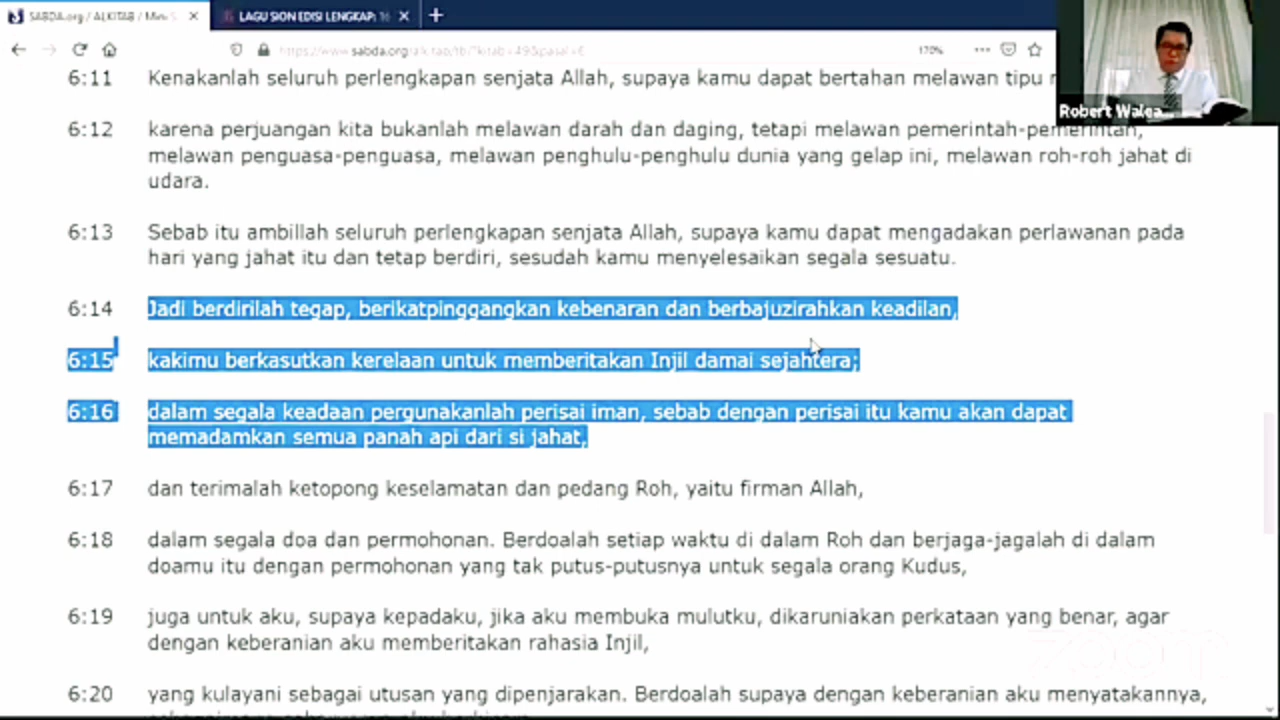 SABDA.org / ALKITAB /
LAGU SION EDISI LENGKAP:
170%
Robert Walea...
6:11 Kenakanlah seluruh perlengkapan senjata Allah, supaya kamu dapat bertahan melawan tipu
6:12 karena perjuangan kita bukanlah melawan darah dan daging, tetapi melawan pemerintah-pemerintah,
melawan penguasa-penguasa, melawan penghulu-penghulu dunia yang gelap ini, melawan roh-roh jahat di
udara.
6:13 Sebab itu ambillah seluruh perlengkapan senjata Allah, supaya kamu dapat mengadakan perlawanan pada
hari yang jahat itu dan tetap berdiri, sesudah kamu menyelesaikan segala sesuatu.
6:14 Jadi berdirilah tegap, berikatpinggangkan kebenaran dan berbajuzirahkan keadilan,
6:15 kakimu berkasutkan kerelaan untuk memberitakan Injil damai sejahtera;
6:16 dalam segala keadaan pergunakanlah perisai iman, sebab dengan perisai itu kamu akan dapat
memadamkan semua panah api dari si jahat,
6:17 dan terimalah ketopong keselamatan dan pedang Roh, yaitu firman Allah,
6:18 dalam segala doa dan permohonan. Berdoalah setiap waktu di dalam Roh dan berjaga-jagalah di dalam
doamu itu dengan permohonan yang tak putus-putusnya untuk segala orang Kudus,
6:19 juga untuk aku, supaya kepadaku, jika aku membuka mulutku, dikaruniakan perkataan yang benar, agar
dengan keberanian aku memberitakan rahasia Injil,
zoom
6:20 yang kulayani sebagai utusan yang dipenjarakan. Berdoalah supaya dengan keberanian aku menyatakannya,